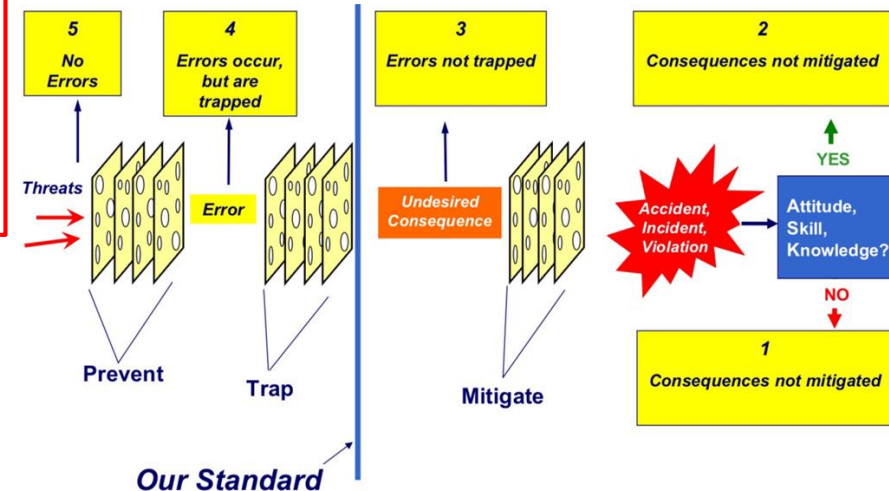 5
No
Errors
4
Errors occur,
but are
trapped
3
Errors not trapped
2
Consequences not mitigated
Threats
Error
Undesired
Consequence
Accident,
Incident,
Violation
YES
Attitude,
Skill,
Knowledge?
NO
1
Consequences not mitigated
Prevent
Trap
Mitigate
Our Standard